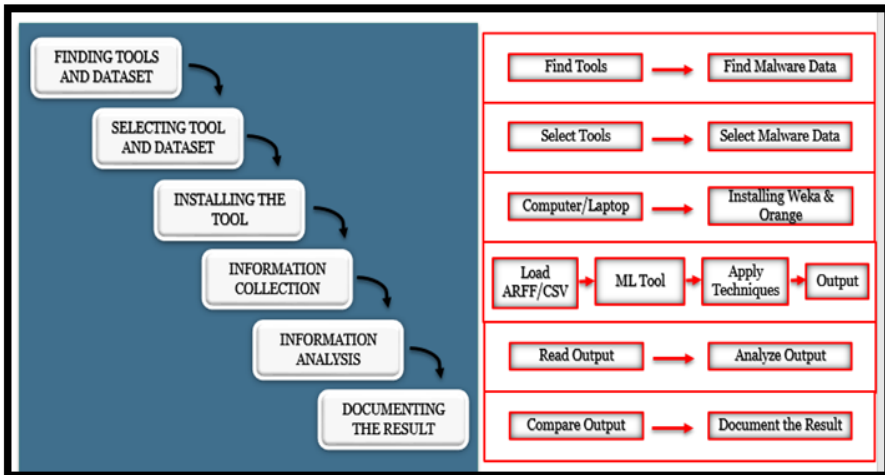 FINDING TOOLS
AND DATASET
Find Tools
Find Malware Data
SELECTING TOOL
AND DATASET
Select Tools
Select Malware Data
INSTALLING THE
TOOL
Computer/Laptop
Installing Weka &
Orange
INFORMATION
COLLECTION
Load
ARFF/CSV
ML Tool
Apply
Techniques
Output
INFORMATION
ANALYSIS
Read Output
Analyze Output
DOCUMENTING
THE RESULT
Compare Output
Document the Result